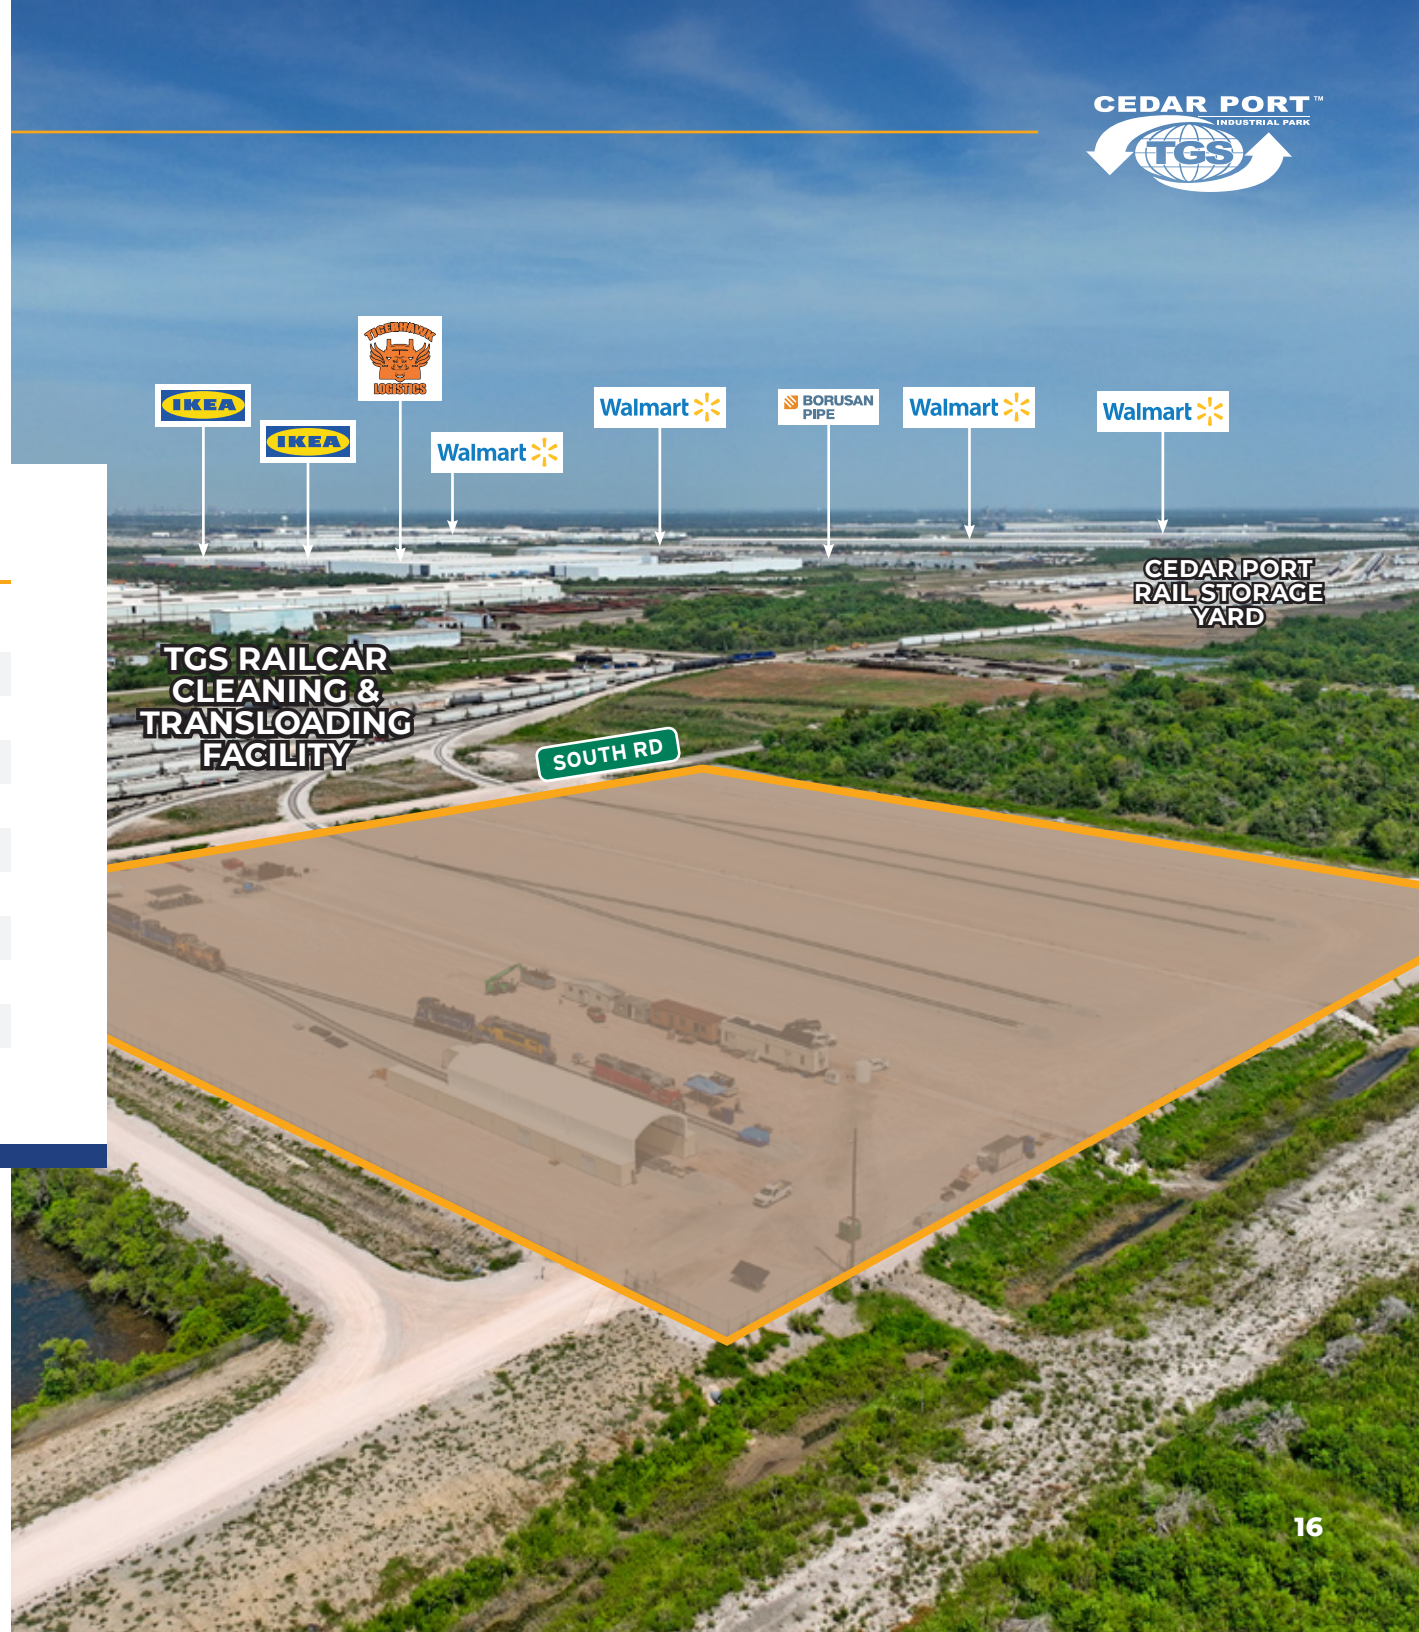 CEDAR PORT™
INDUSTRIAL PARK
TGS
TIGERHAWK
LOGISTICS
IKEA
IKEA
Walmart
Walmart
BORUSAN
PIPE
Walmart
Walmart
CEDAR PORT
RAIL STORAGE
YARD
TGS RAILCAR
CLEANING &
TRANSLOADING
FACILITY
SOUTH RD
16